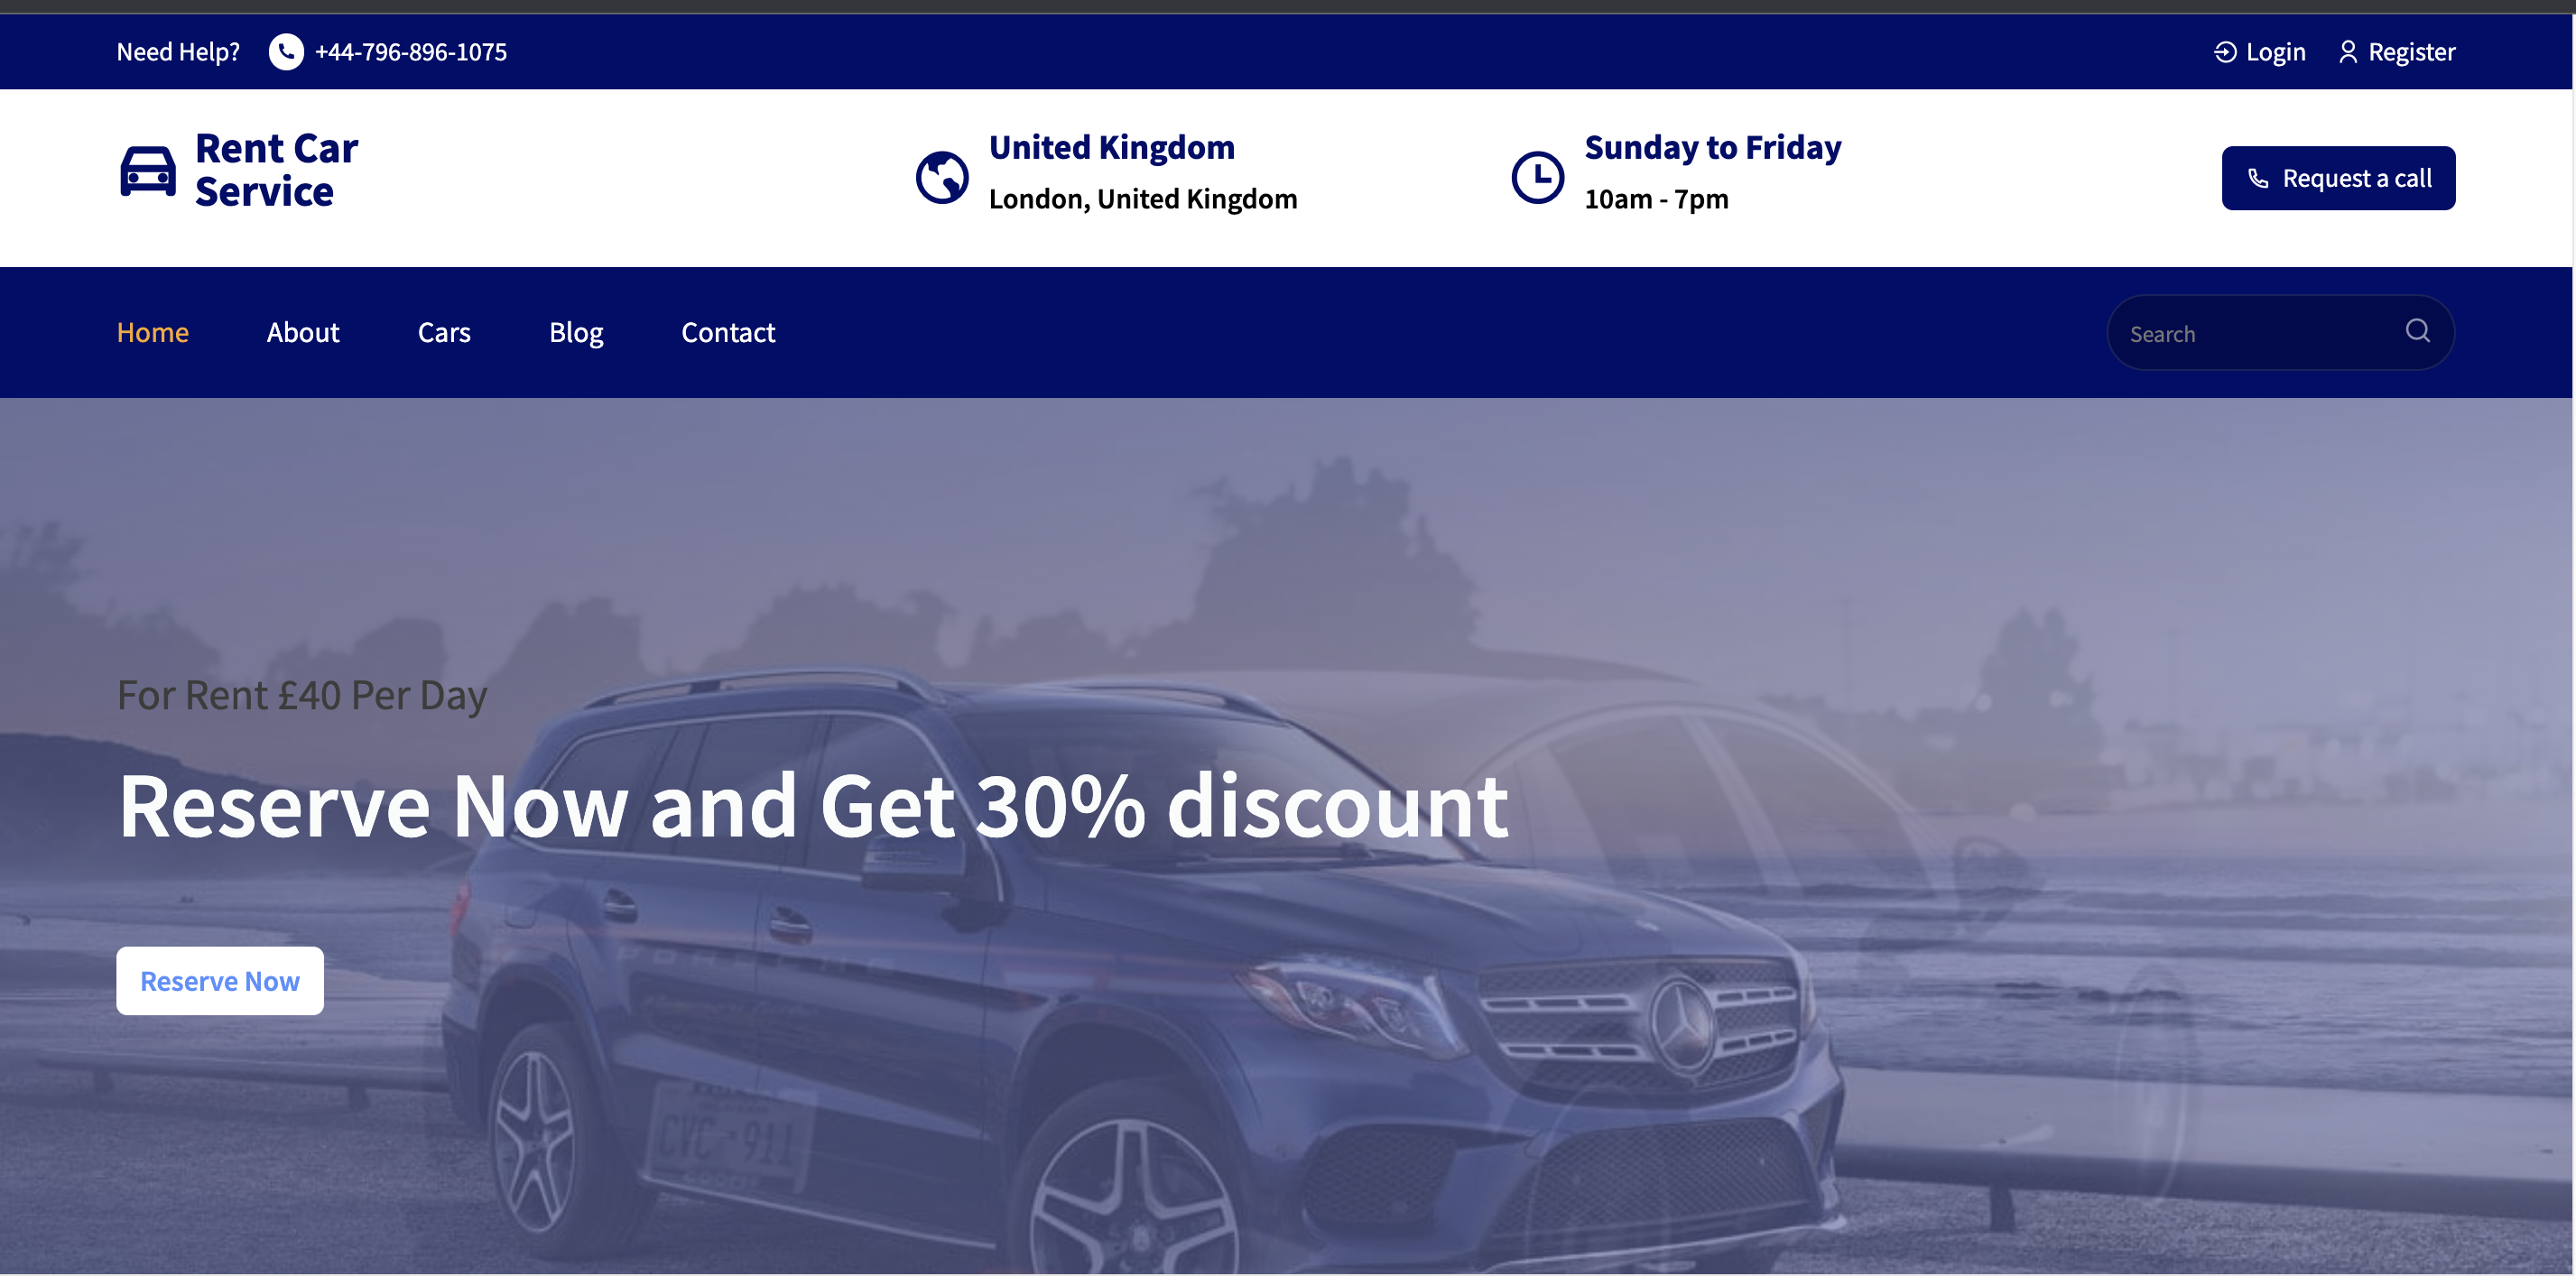 Need Help? +44-796-896-1075 Login Register
Rent Car
Service
United Kingdom
London, United Kingdom
Sunday to Friday
10am - 7pm
Request a call
Home About Cars Blog Contact Search
For Rent £40 Per Day
Reserve Now and Get 30% discount
Reserve Now
PORSCHE
CVC-911